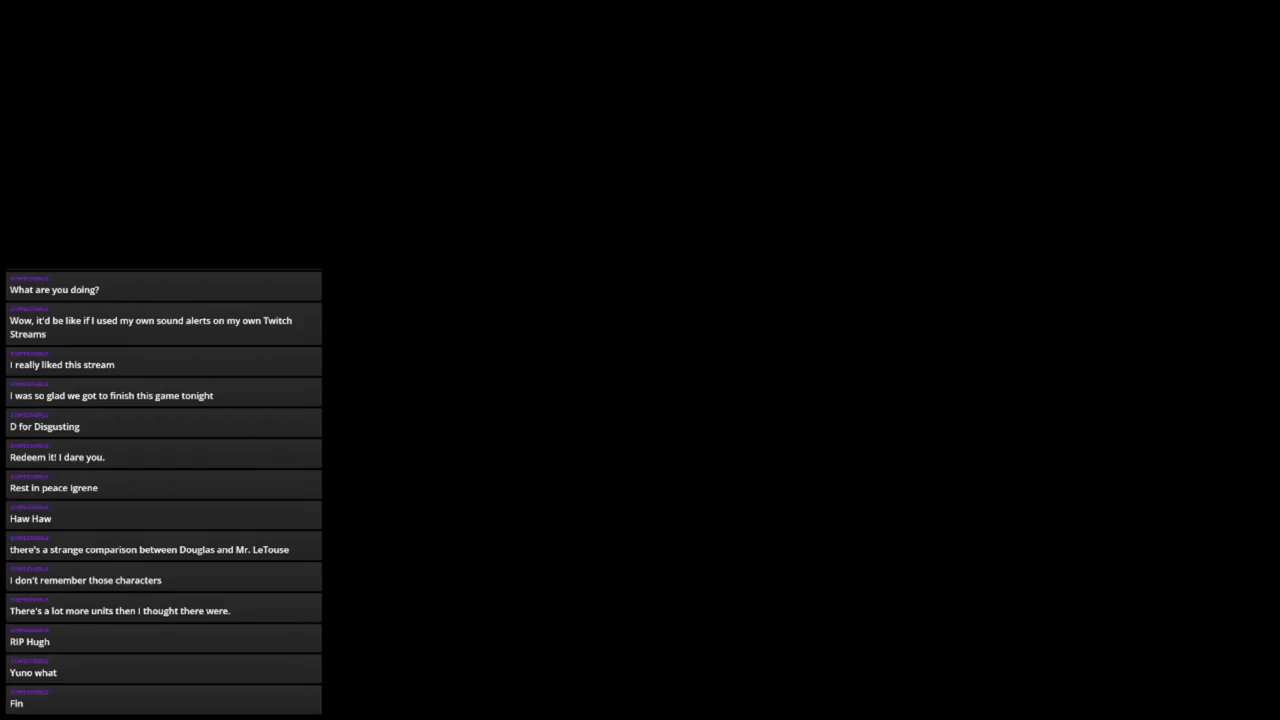 What are you doing?
Wow, it'd be like if I used my own sound alerts on my own Twitch
Streams
I really liked this stream
I was so glad we got to finish this game tonight
D for Disgusting
Redeem it! I dare you.
Rest in peace Igrene
Haw Haw
there's a strange comparison between Douglas and Mr. LeTouse
I don't remember those characters
There's a lot more units then I thought there were.
RIP Hugh
Yuno what
Fin